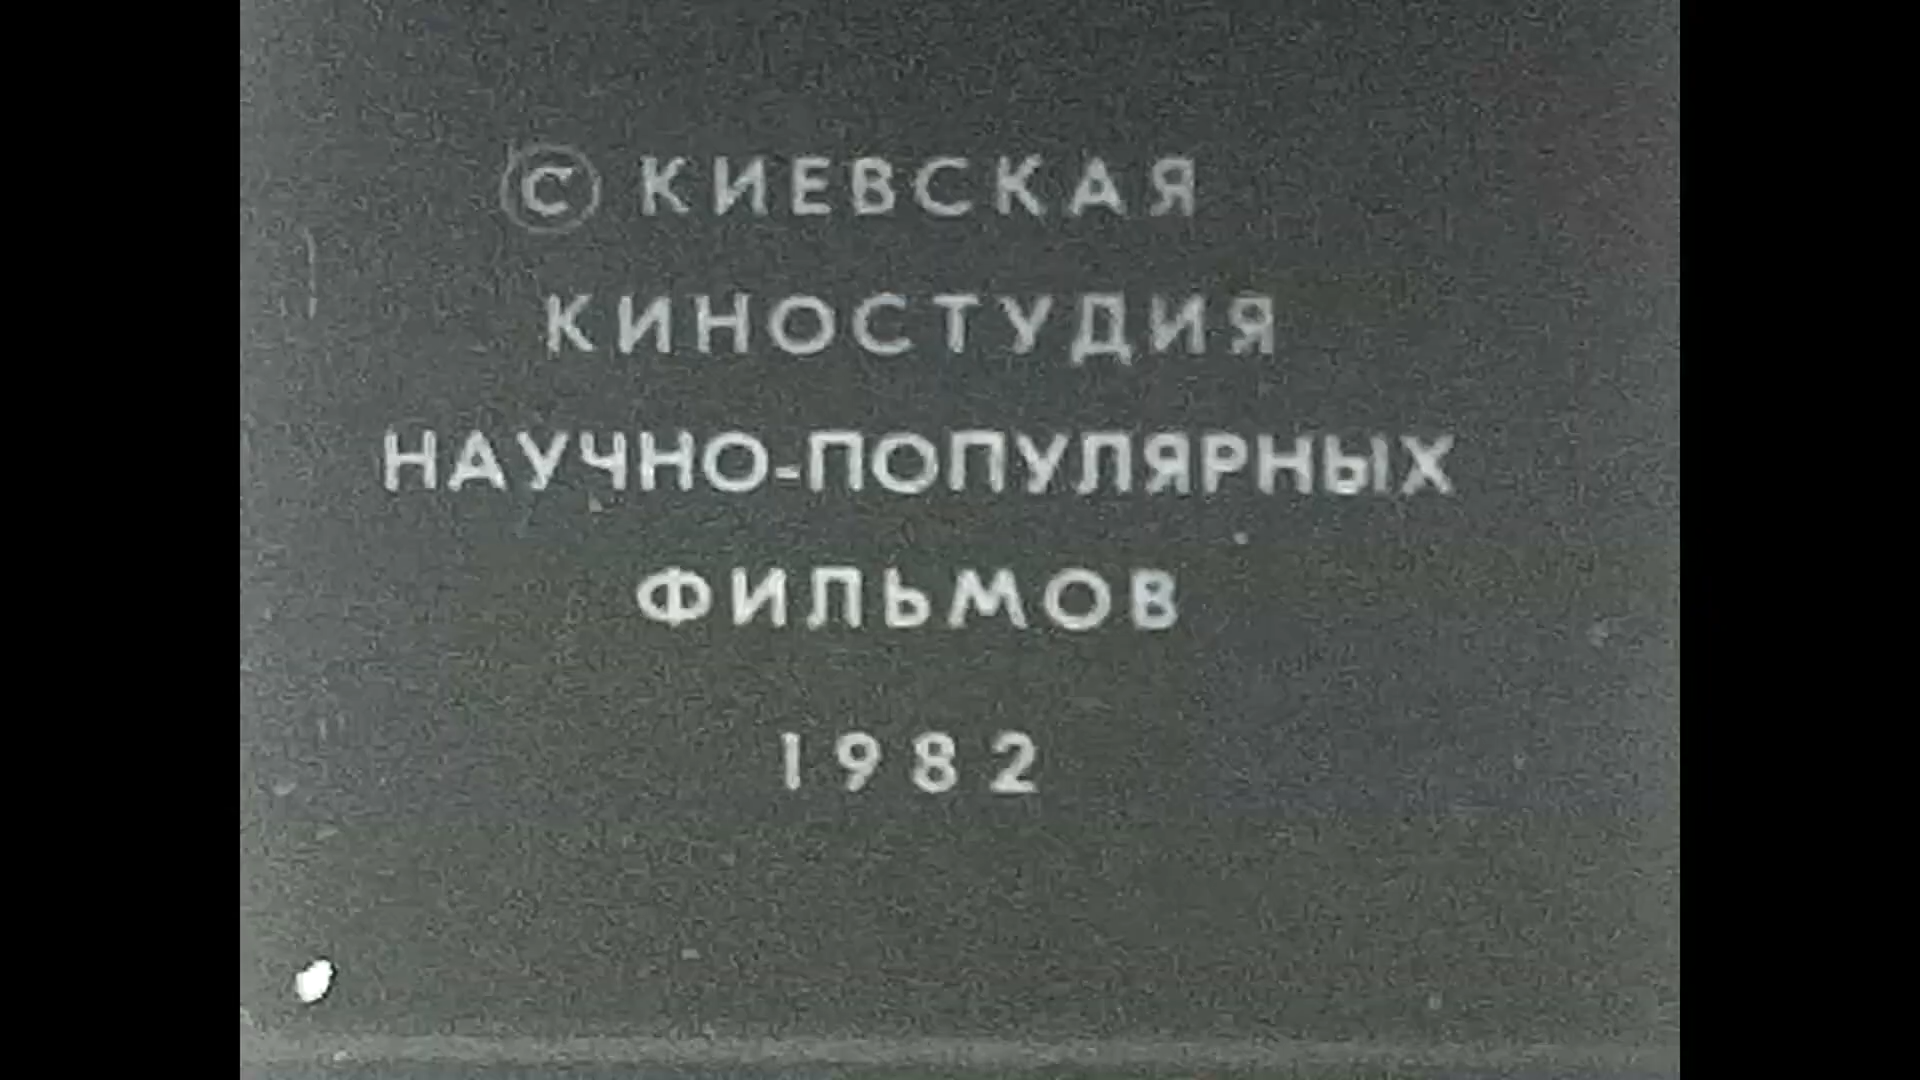 © КИЕВСКАЯ
КИНОСТУДИЯ
НАУЧНО-ПОПУЛЯРНЫХ
ФИЛЬМОВ
1982